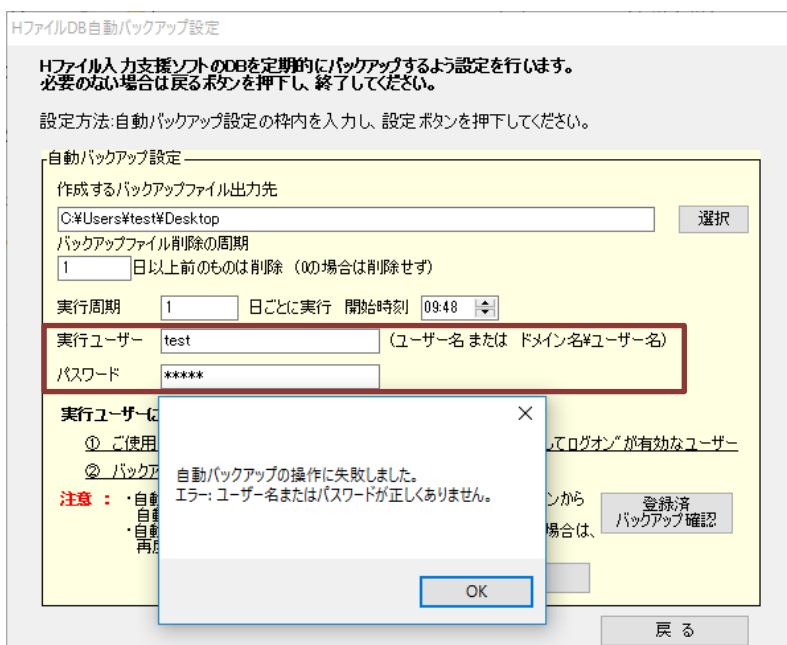 HファイルDB自動バックアップ設定
Hファイル入力支援ソフトのDBを定期的にバックアップするよう設定を行います。
必要のない場合は戻るボタンを押下し、終了してください。
設定方法:自動バックアップ設定の枠内を入力し、設定ボタンを押下してください。
自動バックアップ設定
作成するバックアップファイル出力先
C:¥Users¥test¥Desktop 選択
バックアップファイル削除の周期
1 日以上前のものは削除 (0の場合は削除せず)
実行周期 1 日ごとに実行 開始時刻 09:48
実行ユーザー test (ユーザー名 または ドメイン名¥ユーザー名)
パスワード *****
実行ユーザーに
① ご使用 してログオン"が有効なユーザー
② バックア
自動バックアップの操作に失敗しました。
エラー: ユーザー名またはパスワードが正しくありません。
注意 : ・自動 ンから
自動
・自動 場合は、
再度
登録済
バックアップ確認
OK
戻る